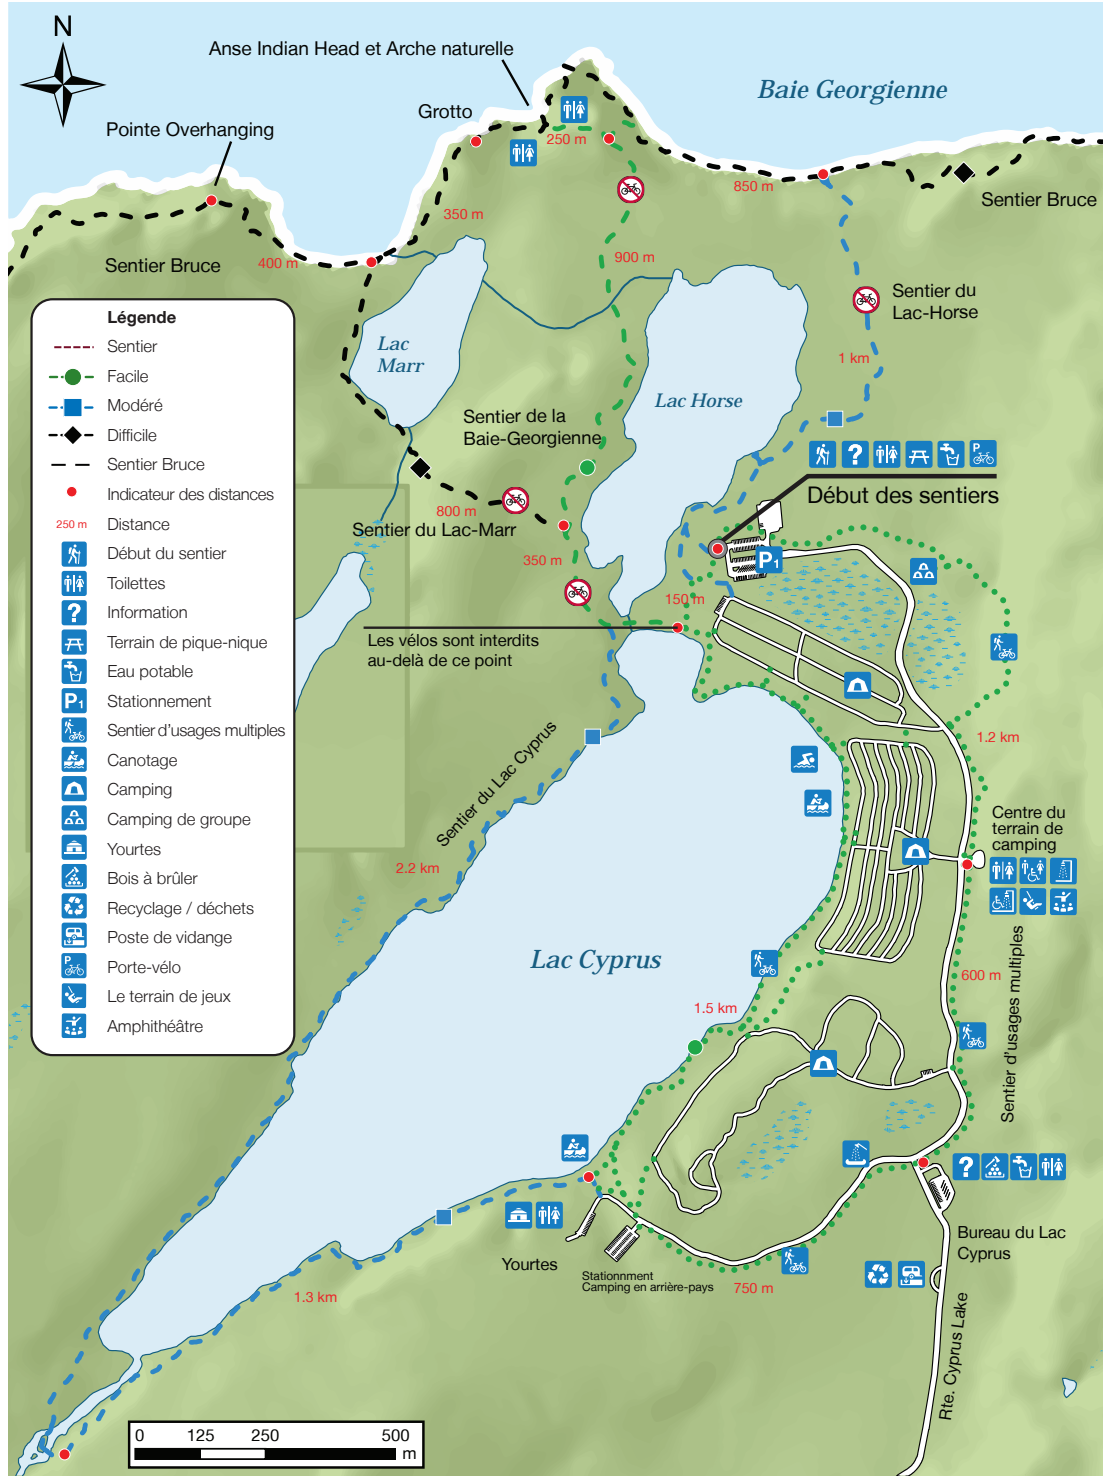 N
Anse Indian Head et Arche naturelle
Baie Georgienne
Grotto
Pointe Overhanging
250 m
850 m
Sentier Bruce
350 m
900 m
Sentier Bruce
400 m
Sentier du
Lac-Horse
Légende
Sentier
Facile
Modéré
Difficile
Sentier Bruce
Indicateur des distances
250 m
Distance
Début du sentier
Toilettes
?
Information
Terrain de pique-nique
Eau potable
P1
Stationnement
Sentier d'usages multiples
Canotage
Camping
Camping de groupe
Yourtes
Bois à brûler
Recyclage / déchets
Poste de vidange
P
Porte-vélo
Le terrain de jeux
Amphithéâtre
Lac
Marr
1 km
Lac Horse
Sentier de la
Baie-Georgienne
?
P
Début des sentiers
800 m
Sentier du Lac-Marr
350 m
P1
150 m
Les vélos sont interdits
au-delà de ce point
1.2 km
Sentier du Lac Cyprus
2.2 km
Centre du
terrain de
camping
Lac Cyprus
600 m
Sentier d'usages multiples
1.5 km
?
Yourtes
Stationnment
Camping en arrière-pays
750 m
Bureau du Lac
Cyprus
1.3 km
Rte. Cyprus Lake
0 125 250 500
m